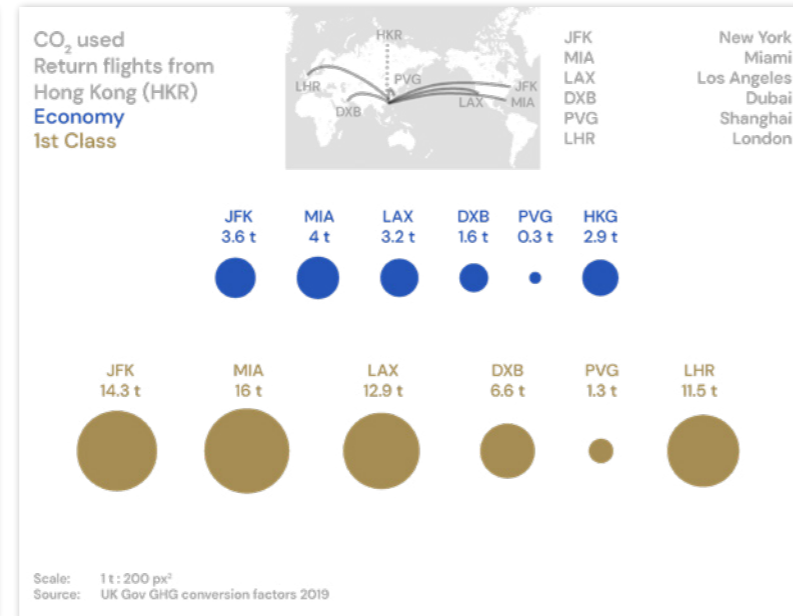 CO₂ used
Return flights from
Hong Kong (HKR)
Economy
1st Class
HKR
LHR
PVG
DXB
LAX
JFK
MIA
JFK New York
MIA Miami
LAX Los Angeles
DXB Dubai
PVG Shanghai
LHR London
JFK MIA LAX DXB PVG HKG
3.6 t 4 t 3.2 t 1.6 t 0.3 t 2.9 t
JFK MIA LAX DXB PVG LHR
14.3 t 16 t 12.9 t 6.6 t 1.3 t 11.5 t
Scale: 1 t : 200 px²
Source: UK Gov GHG conversion factors 2019